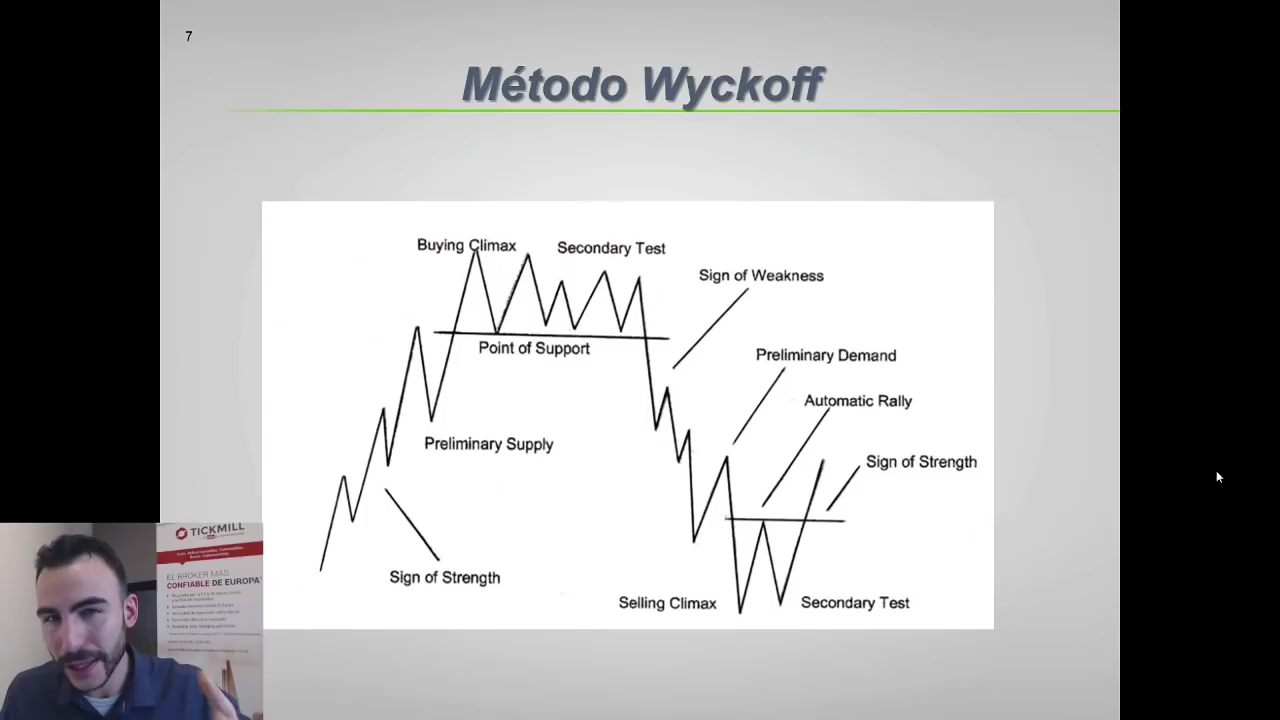 7
Método Wyckoff
Buying Climax
Secondary Test
Sign of Weakness
Point of Support
Preliminary Demand
Automatic Rally
Preliminary Supply
Sign of Strength
Sign of Strength
Selling Climax
Secondary Test
TICKMILL
EL BROKER MÁS
CONFIABLE DE EUROPA